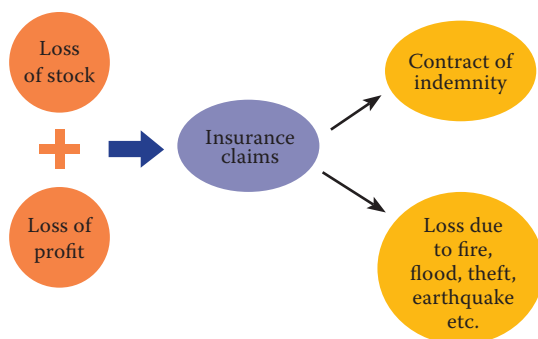 Loss
of stock
Loss of
profit
Insurance
claims
Contract of
indemnity
Loss due
to fire,
flood, theft,
earthquake
etc.